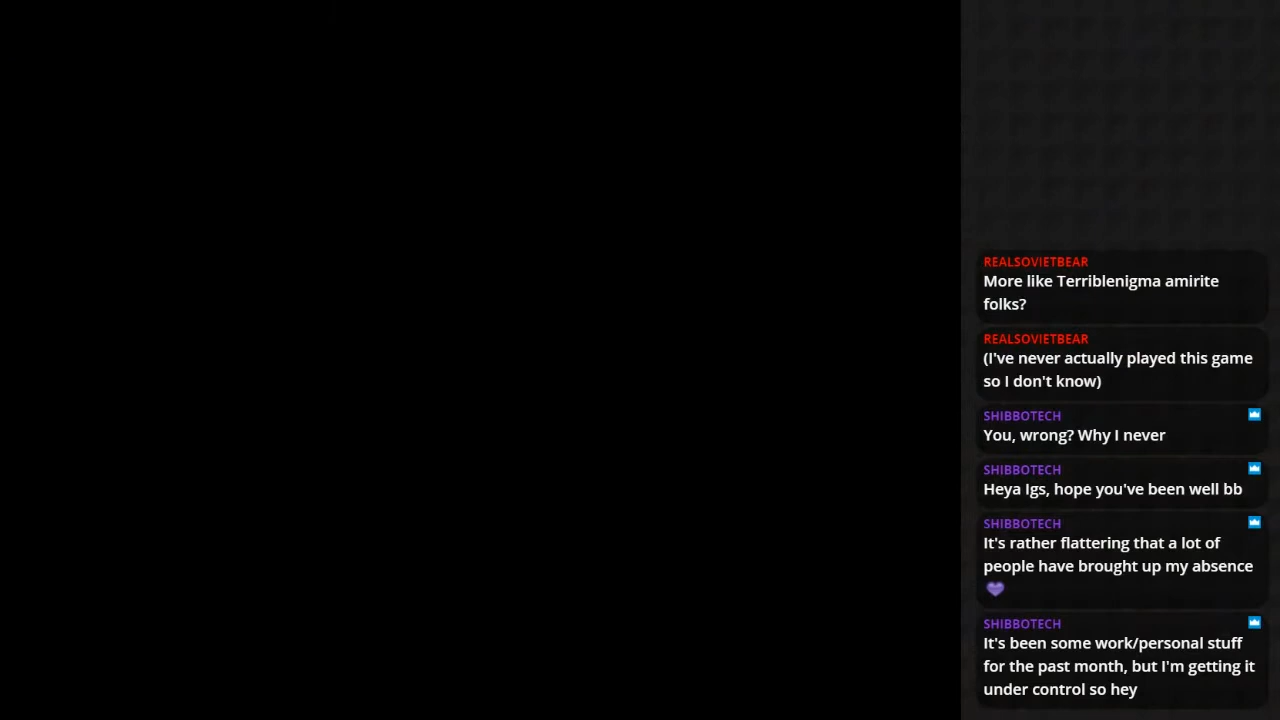 REALSOVIETBEAR
More like Terriblenigma amirite
folks?
REALSOVIETBEAR
(I've never actually played this game
so I don't know)
SHIBBOTECH
You, wrong? Why I never
SHIBBOTECH
Heya Igs, hope you've been well bb
SHIBBOTECH
It's rather flattering that a lot of
people have brought up my absence
💜
SHIBBOTECH
It's been some work/personal stuff
for the past month, but I'm getting it
under control so hey